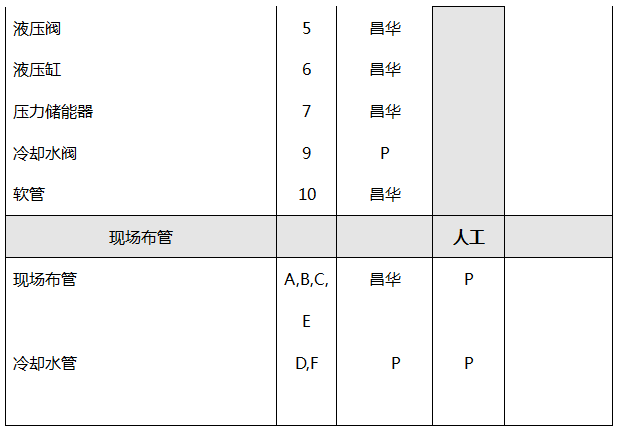 液压阀 5 昌华
液压缸 6 昌华
压力储能器 7 昌华
冷却水阀 9 P
软管 10 昌华
现场布管 人工
现场布管 A,B,C, 昌华 P
E
冷却水管 D,F P P